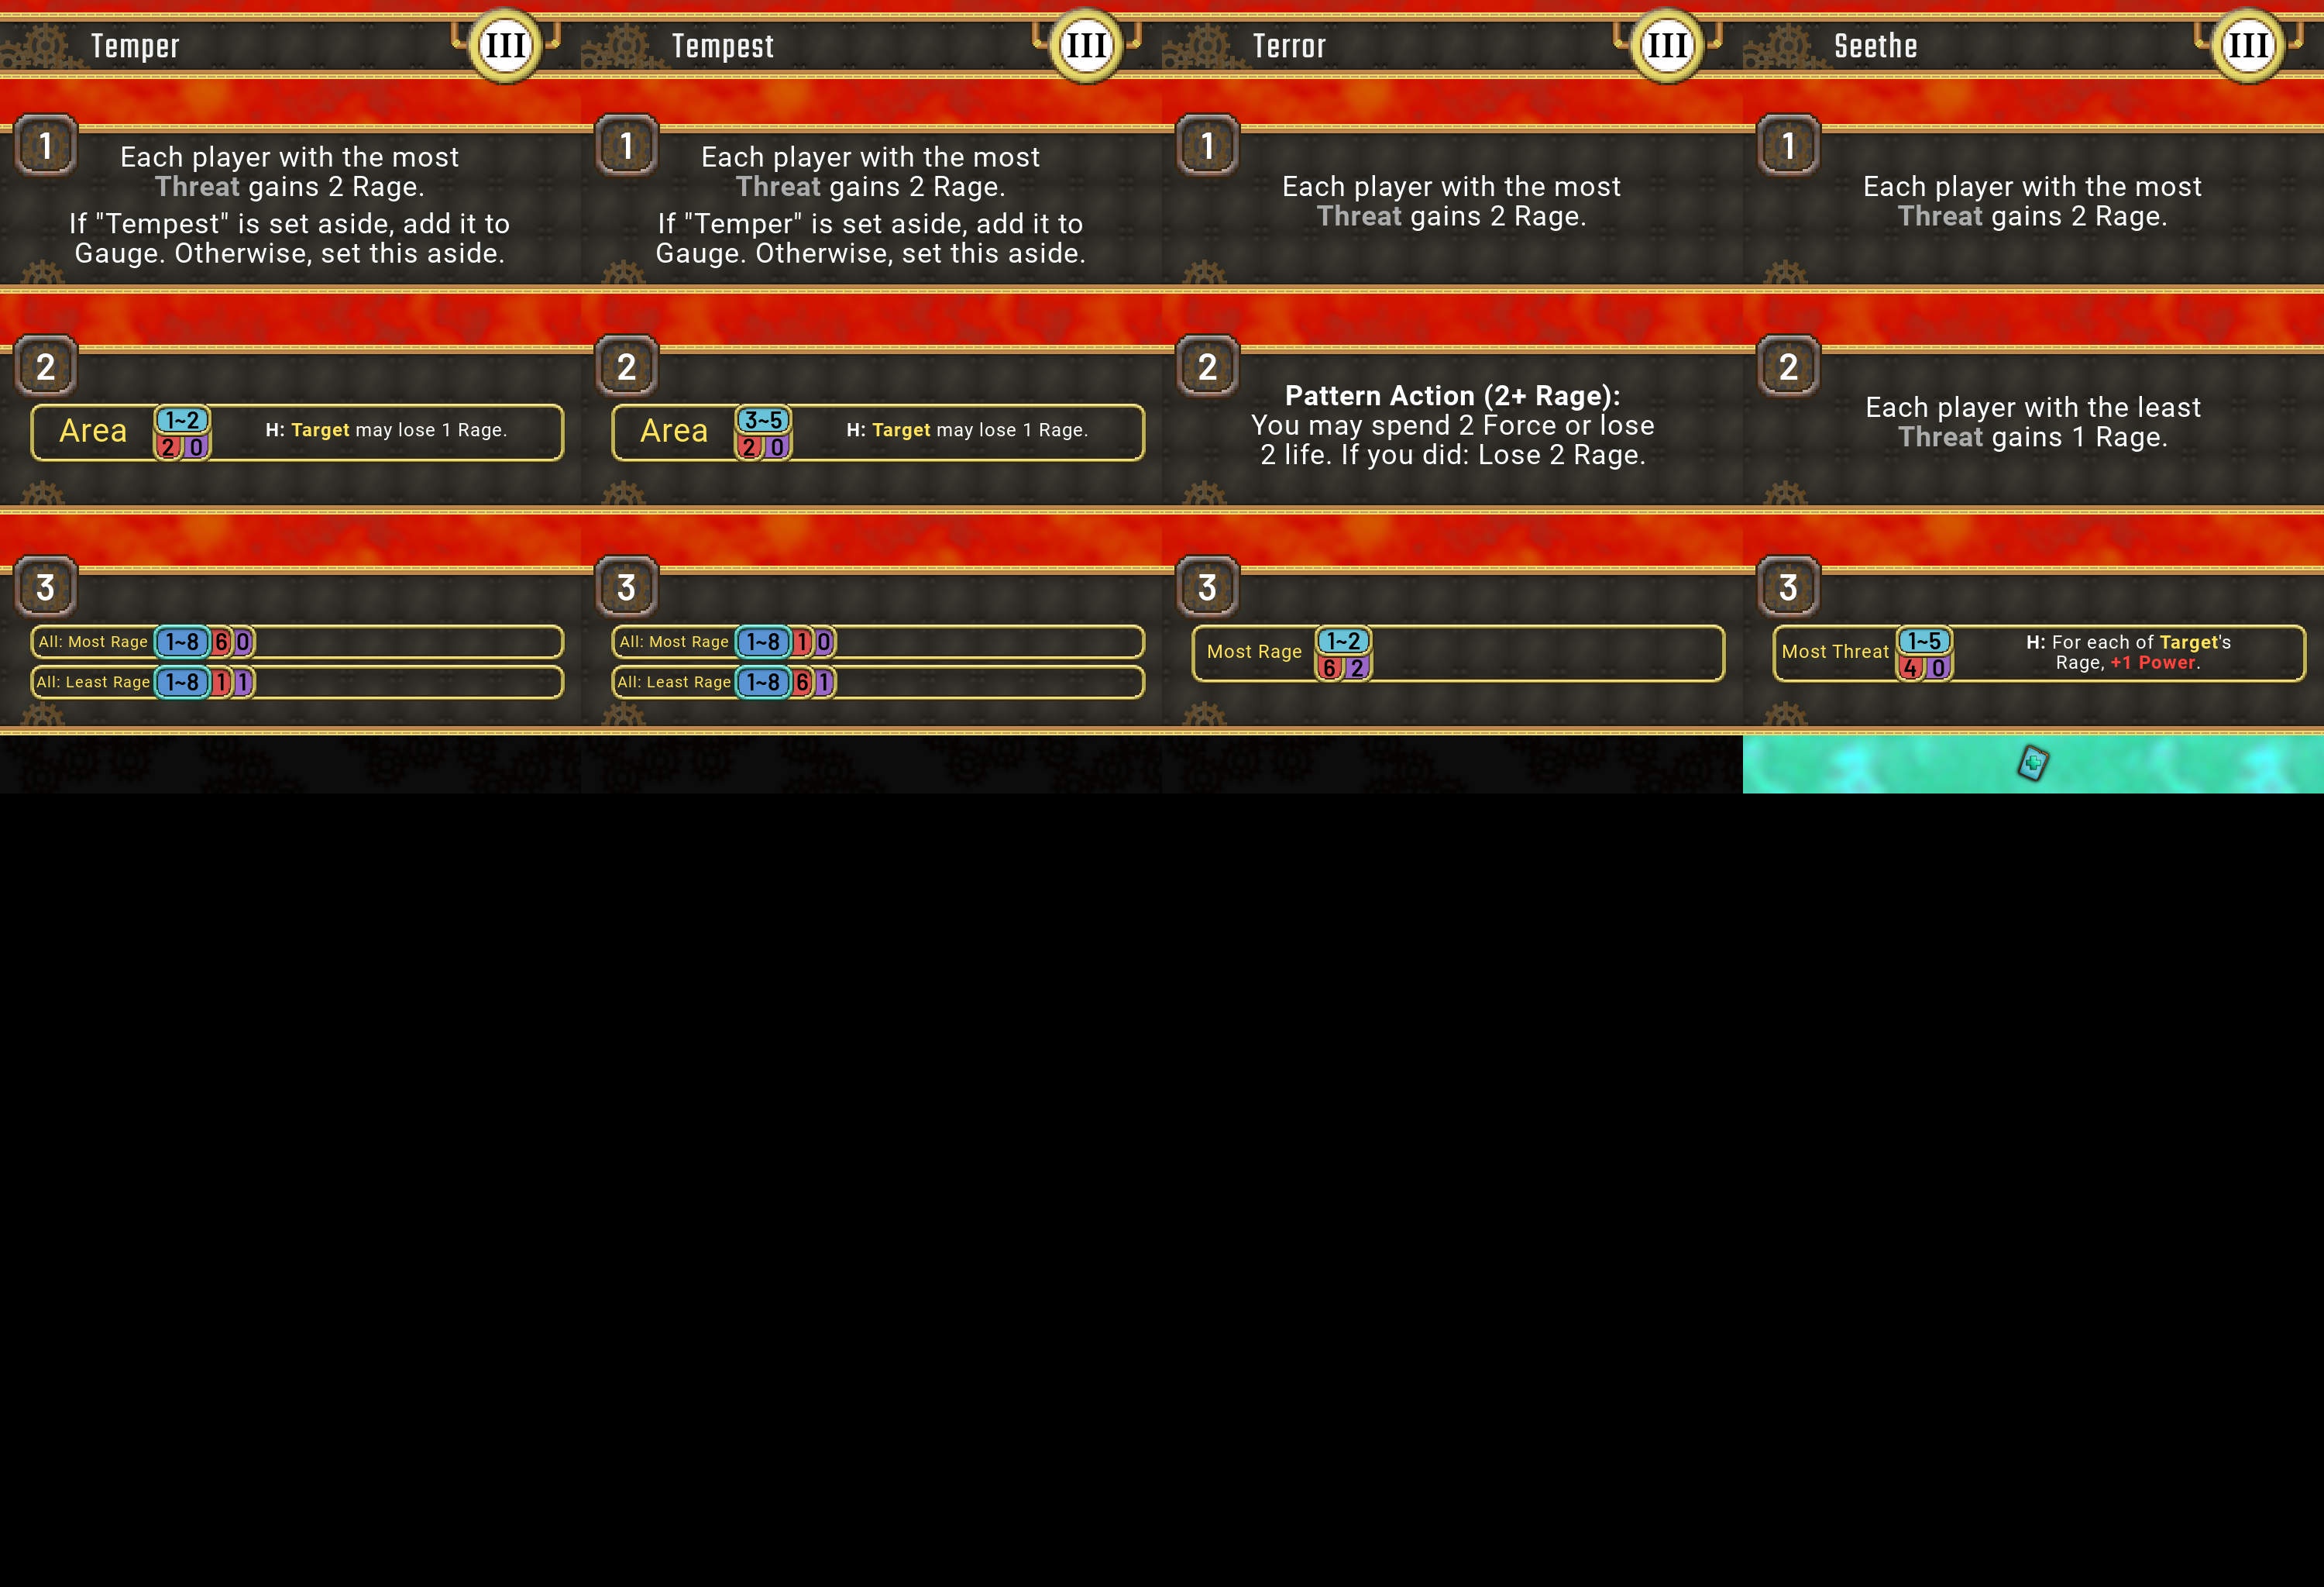 Temper
III
1
Each player with the most
Threat gains 2 Rage.
If "Tempest" is set aside, add it to
Gauge. Otherwise, set this aside.
2
Area
1~2
2 0
H: Target may lose 1 Rage.
3
All: Most Rage 1~8 6 0
All: Least Rage 1~8 1 1
Tempest
III
1
Each player with the most
Threat gains 2 Rage.
If "Temper" is set aside, add it to
Gauge. Otherwise, set this aside.
2
Area
3~5
2 0
H: Target may lose 1 Rage.
3
All: Most Rage 1~8 1 0
All: Least Rage 1~8 6 1
Terror
III
1
Each player with the most
Threat gains 2 Rage.
2
Pattern Action (2+ Rage):
You may spend 2 Force or lose
2 life. If you did: Lose 2 Rage.
3
Most Rage
1~2
6 2
Seethe
III
1
Each player with the most
Threat gains 2 Rage.
2
Each player with the least
Threat gains 1 Rage.
3
Most Threat
1~5
4 0
H: For each of Target's
Rage, +1 Power.